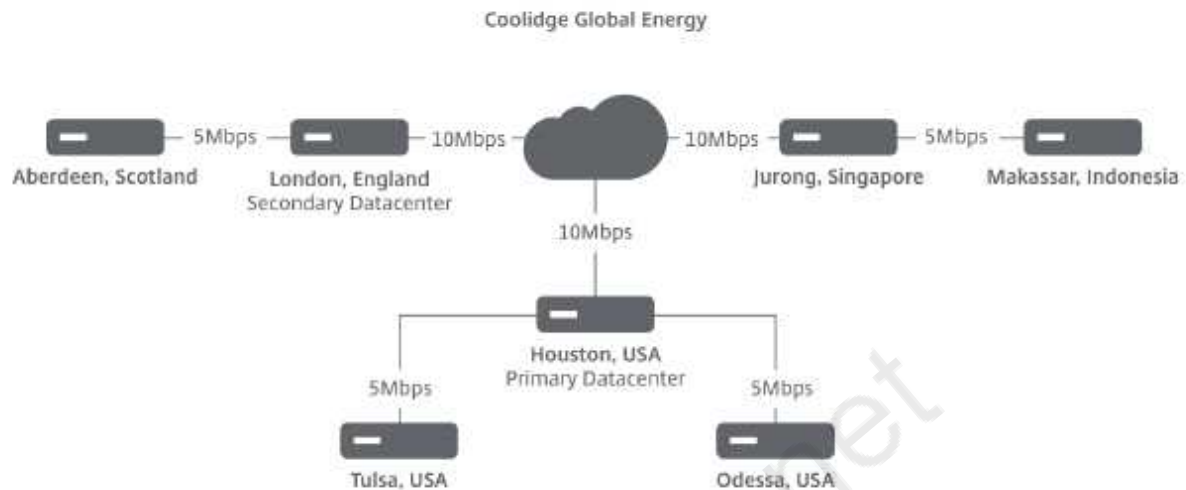 Coolidge Global Energy
5Mbps
10Mbps
10Mbps
5Mbps
Aberdeen, Scotland
London, England
Secondary Datacenter
Jurong, Singapore
Makassar, Indonesia
10Mbps
Houston, USA
Primary Datacenter
5Mbps
5Mbps
Tulsa, USA
Odessa, USA
net